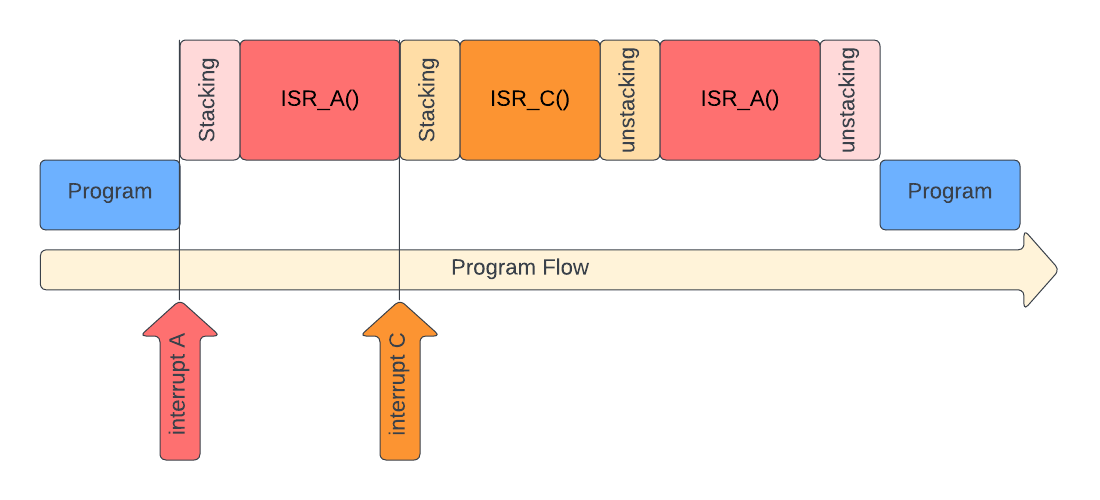 Stacking
ISR_A()
Stacking
ISR_C()
unstacking
ISR_A()
unstacking
Program
Program
Program Flow
interrupt A
interrupt C